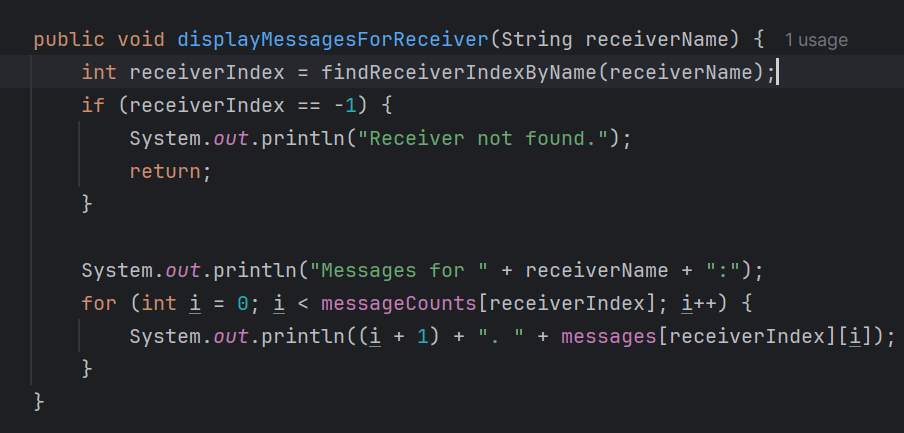 public void displayMessagesForReceiver(String receiverName) { 1 usage
int receiverIndex = findReceiverIndexByName(receiverName);
if (receiverIndex == -1) {
System.out.println("Receiver not found.");
return;
}
System.out.println("Messages for " + receiverName + ":");
for (int i = 0; i < messageCounts[receiverIndex]; i++) {
System.out.println((i + 1) + ". " + messages[receiverIndex][i]);
}
}